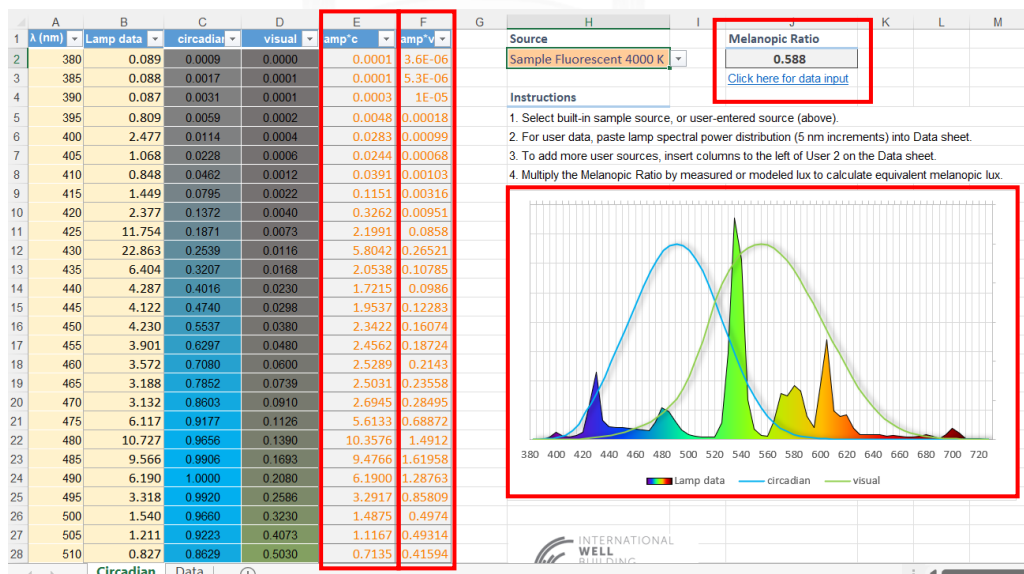 A B C D E F G H I J K L M
1 λ (nm) Lamp data circadian visual amp*c amp*v Source Melanopic Ratio
2 380 0.089 0.0009 0.0000 0.0001 3.6E-06 Sample Fluorescent 4000 K 0.588
3 385 0.088 0.0017 0.0001 0.0001 5.3E-06 Click here for data input
4 390 0.087 0.0031 0.0001 0.0003 1E-05 Instructions
5 395 0.809 0.0059 0.0002 0.0048 0.00018 1. Select built-in sample source, or user-entered source (above).
6 400 2.477 0.0114 0.0004 0.0283 0.00099 2. For user data, paste lamp spectral power distribution (5 nm increments) into Data sheet.
7 405 1.068 0.0228 0.0006 0.0244 0.00068 3. To add more user sources, insert columns to the left of User 2 on the Data sheet.
8 410 0.848 0.0462 0.0012 0.0391 0.00103 4. Multiply the Melanopic Ratio by measured or modeled lux to calculate equivalent melanopic lux.
9 415 1.449 0.0795 0.0022 0.1151 0.00316
10 420 2.377 0.1372 0.0040 0.3262 0.00951
11 425 11.754 0.1871 0.0073 2.1991 0.0858
12 430 22.863 0.2539 0.0116 5.8042 0.26521
13 435 6.404 0.3207 0.0168 2.0538 0.10785
14 440 4.287 0.4016 0.0230 1.7215 0.0986
15 445 4.122 0.4740 0.0298 1.9537 0.12283
16 450 4.230 0.5537 0.0380 2.3422 0.16074
17 455 3.901 0.6297 0.0480 2.4562 0.18724
18 460 3.572 0.7080 0.0600 2.5289 0.2143
19 465 3.188 0.7852 0.0739 2.5031 0.23558
20 470 3.132 0.8603 0.0910 2.6945 0.28495
21 475 6.117 0.9177 0.1126 5.6133 0.68872
22 480 10.727 0.9656 0.1390 10.3576 1.4912
23 485 9.566 0.9906 0.1693 9.4766 1.61958
24 490 6.190 1.0000 0.2080 6.1900 1.28763
25 495 3.318 0.9920 0.2586 3.2917 0.85809
26 500 1.540 0.9660 0.3230 1.4875 0.4974
27 505 1.211 0.9223 0.4073 1.1167 0.49314
28 510 0.827 0.8629 0.5030 0.7135 0.41594
380 400 420 440 460 480 500 520 540 560 580 600 620 640 660 680 700 720
Lamp data circadian visual
INTERNATIONAL
WELL
BUILDING
Circadian Data